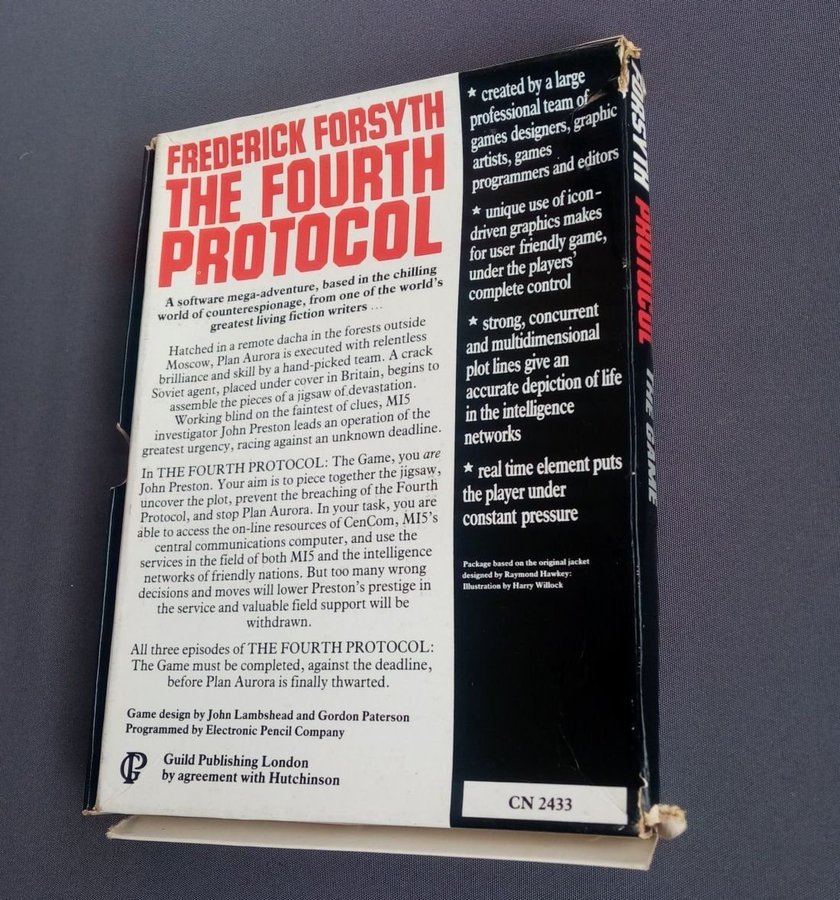 FREDERICK FORSYTH
THE FOURTH
PROTOCOL
A software mega-adventure, based in the chilling
world of counterespionage, from one of the world's
greatest living fiction writers ...
Hatched in a remote dacha in the forests outside
Moscow, Plan Aurora is executed with relentless
brilliance and skill by a hand-picked team. A crack
Soviet agent, placed under cover in Britain, begins to
assemble the pieces of a jigsaw of devastation.
Working blind on the faintest of clues, MI5
investigator John Preston leads an operation of the
greatest urgency, racing against an unknown deadline.
In THE FOURTH PROTOCOL: The Game, you are
John Preston. Your aim is to piece together the jigsaw,
uncover the plot, prevent the breaching of the Fourth
Protocol, and stop Plan Aurora. In your task, you are
able to access the on-line resources of CenCom, MI5's
central communications computer, and use the
services in the field of both MI5 and the intelligence
networks of friendly nations. But too many wrong
decisions and moves will lower Preston's prestige in
the service and valuable field support will be
withdrawn.
All three episodes of THE FOURTH PROTOCOL:
The Game must be completed, against the deadline,
before Plan Aurora is finally thwarted.
Game design by John Lambshead and Gordon Paterson
Programmed by Electronic Pencil Company
GP
Guild Publishing London
by agreement with Hutchinson
★ created by a large
professional team of
games designers, graphic
artists, games
programmers and editors
★ unique use of icon-
driven graphics makes
for user friendly game,
under the players'
complete control
★ strong, concurrent
and multidimensional
plot lines give an
accurate depiction of life
in the intelligence
networks
★ real time element puts
the player under
constant pressure
Package based on the original jacket
designed by Raymond Hawkey:
Illustration by Harry Willock
CN 2433
FORSYTH PROTOCOL THE GAME